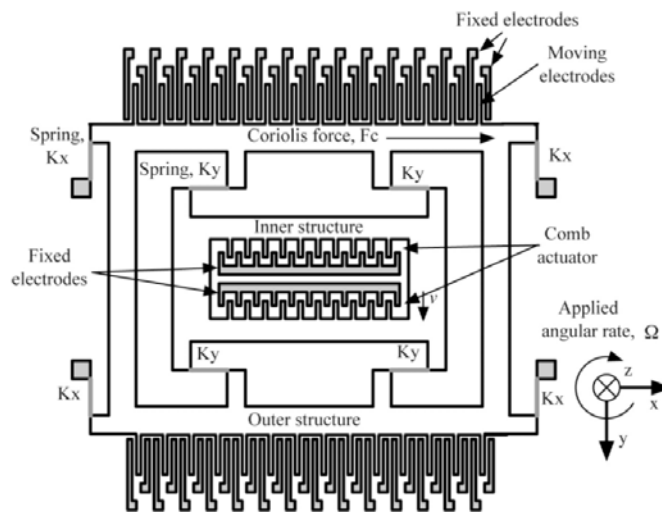 Fixed electrodes
Moving
electrodes
Spring,
Kx
Coriolis force, Fc
Kx
Spring, Ky
Ky
Inner structure
Fixed
electrodes
Comb
actuator
v
Applied
angular rate, Ω
Ky
Ky
Kx
Kx
z
x
y
Outer structure